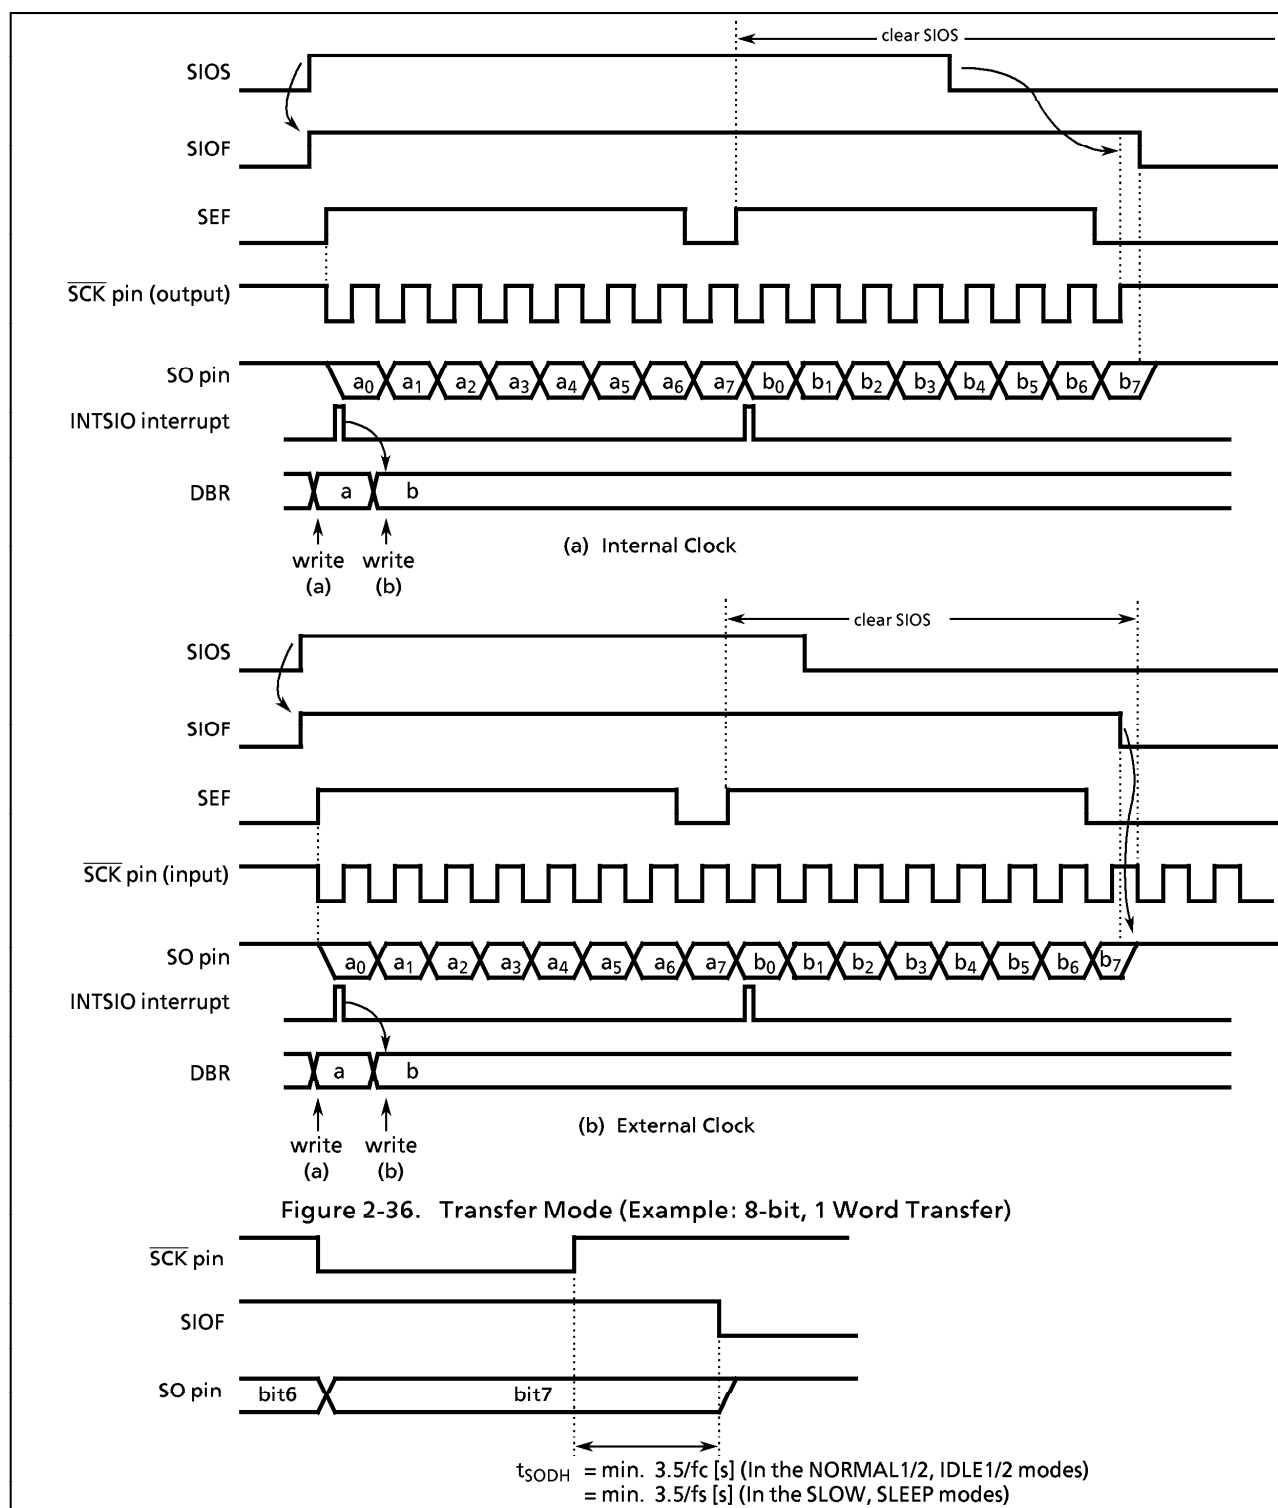 clear SIOS
SIOS
SIOF
SEF
SCK pin (output)
SO pin a0 a1 a2 a3 a4 a5 a6 a7 b0 b1 b2 b3 b4 b5 b6 b7
INTSIO interrupt
DBR a b
(a) Internal Clock
write write
(a) (b)
clear SIOS
SIOS
SIOF
SEF
SCK pin (input)
SO pin a0 a1 a2 a3 a4 a5 a6 a7 b0 b1 b2 b3 b4 b5 b6 b7
INTSIO interrupt
DBR a b
(b) External Clock
write write
(a) (b)
Figure 2-36. Transfer Mode (Example: 8-bit, 1 Word Transfer)
SCK pin
SIOF
SO pin bit6 bit7
tSODH = min. 3.5/fc [s] (In the NORMAL1/2, IDLE1/2 modes)
= min. 3.5/fs [s] (In the SLOW, SLEEP modes)